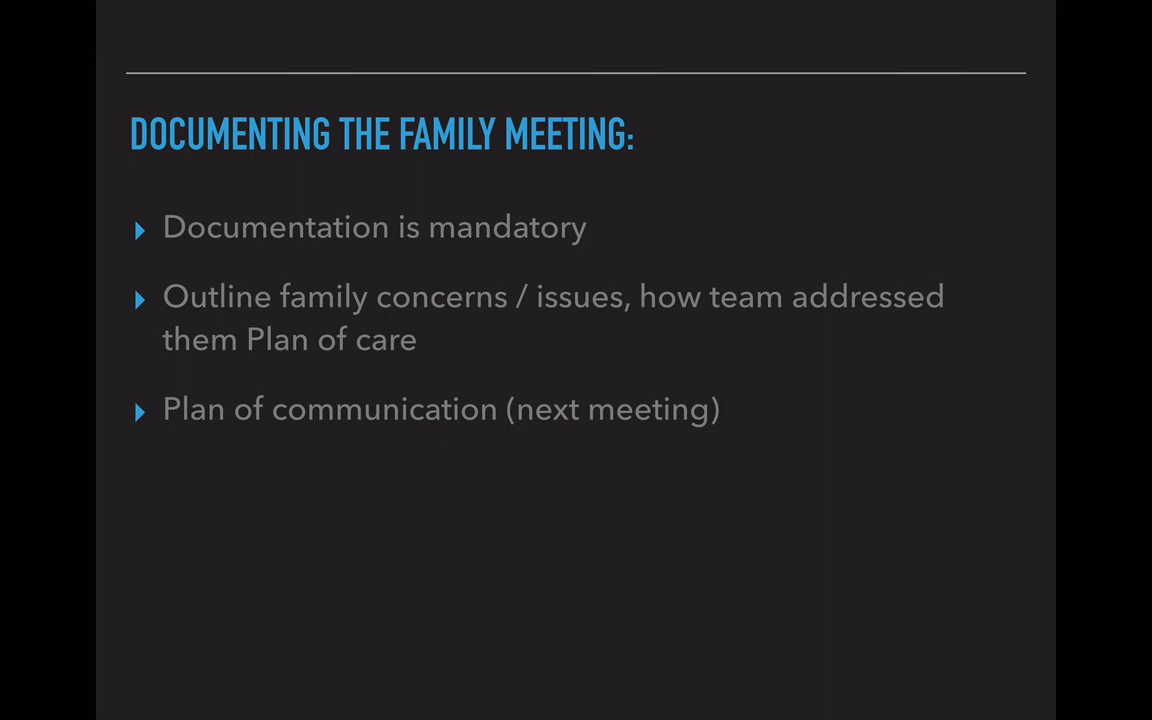 DOCUMENTING THE FAMILY MEETING:
Documentation is mandatory
Outline family concerns / issues, how team addressed
them Plan of care
Plan of communication (next meeting)